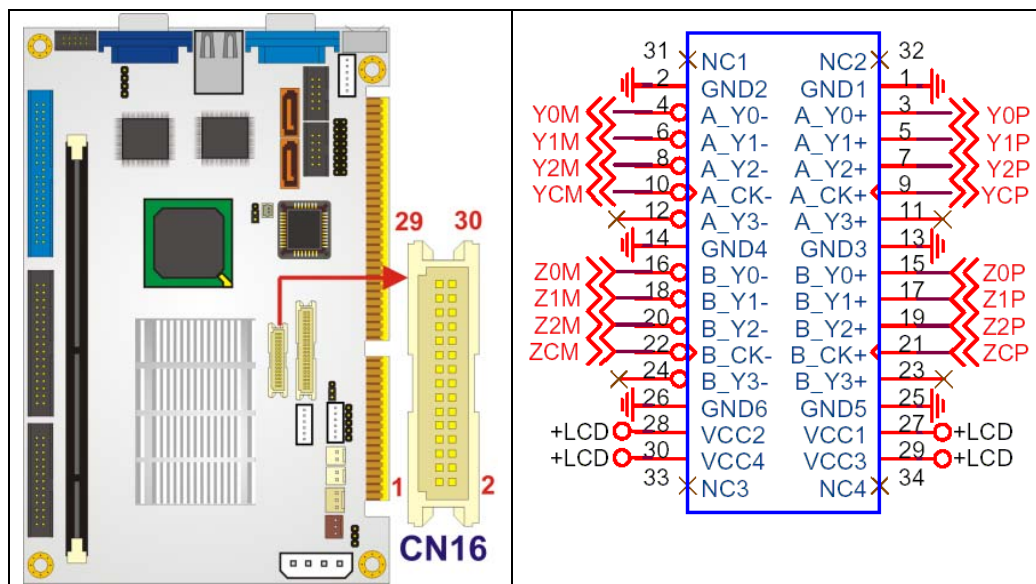 29 30
1 2
CN16
31 NC1 NC2 32
2 GND2 GND1 1
Y0M 4 A_Y0- A_Y0+ 3 Y0P
Y1M 6 A_Y1- A_Y1+ 5 Y1P
Y2M 8 A_Y2- A_Y2+ 7 Y2P
YCM 10 A_CK- A_CK+ 9 YCP
12 A_Y3- A_Y3+ 11
14 GND4 GND3 13
Z0M 16 B_Y0- B_Y0+ 15 Z0P
Z1M 18 B_Y1- B_Y1+ 17 Z1P
Z2M 20 B_Y2- B_Y2+ 19 Z2P
ZCM 22 B_CK- B_CK+ 21 ZCP
24 B_Y3- B_Y3+ 23
26 GND6 GND5 25
+LCD 28 VCC2 VCC1 27 +LCD
+LCD 30 VCC4 VCC3 29 +LCD
33 NC3 NC4 34